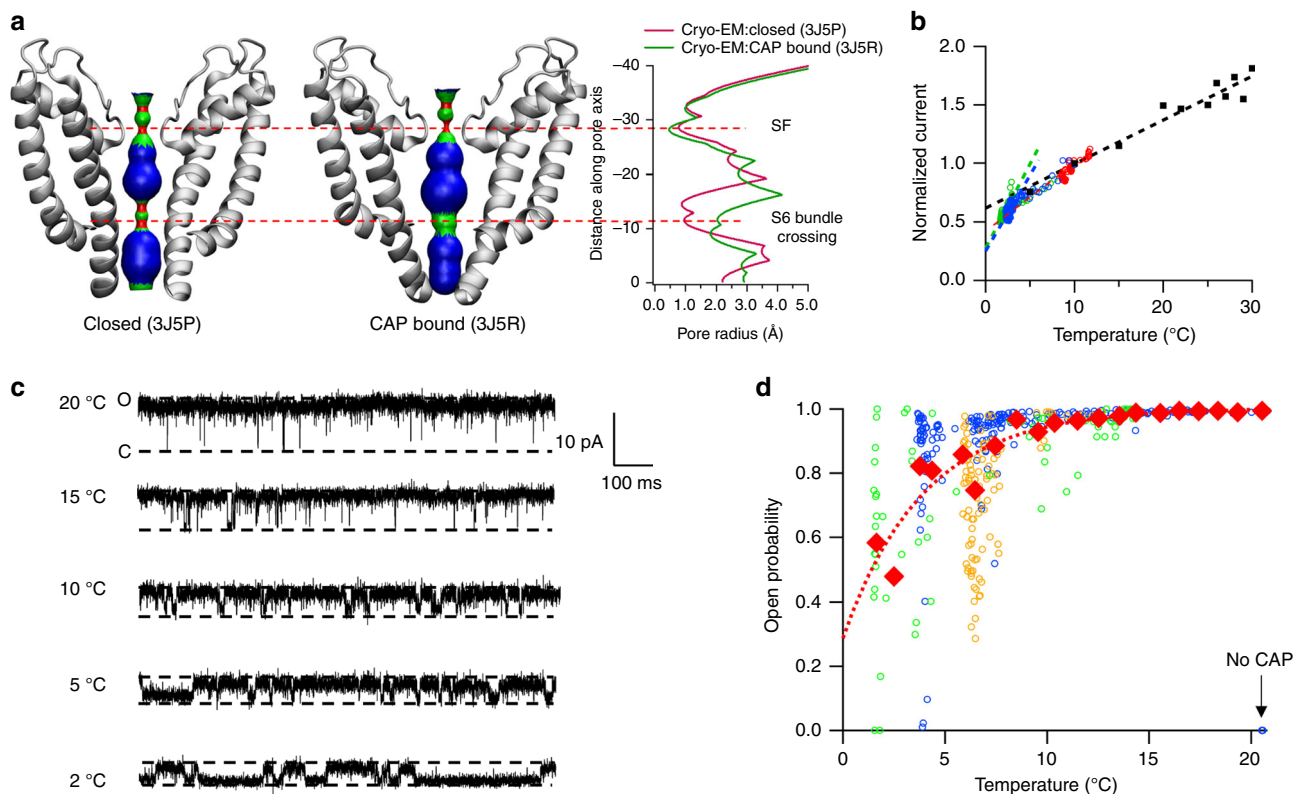 a
Cryo-EM:closed (3J5P)
Cryo-EM:CAP bound (3J5R)
Distance along pore axis
–40
–30
–20
–10
0
SF
S6 bundle
crossing
0.0 1.0 2.0 3.0 4.0 5.0
Pore radius (Å)
Closed (3J5P)
CAP bound (3J5R)
b
Normalized current
2.0
1.5
1.0
0.5
0.0
0 10 20 30
Temperature (°C)
c
20 °C
O
C
10 pA
100 ms
15 °C
10 °C
5 °C
2 °C
d
Open probability
1.0
0.8
0.6
0.4
0.2
0.0
No CAP
0 5 10 15 20
Temperature (°C)